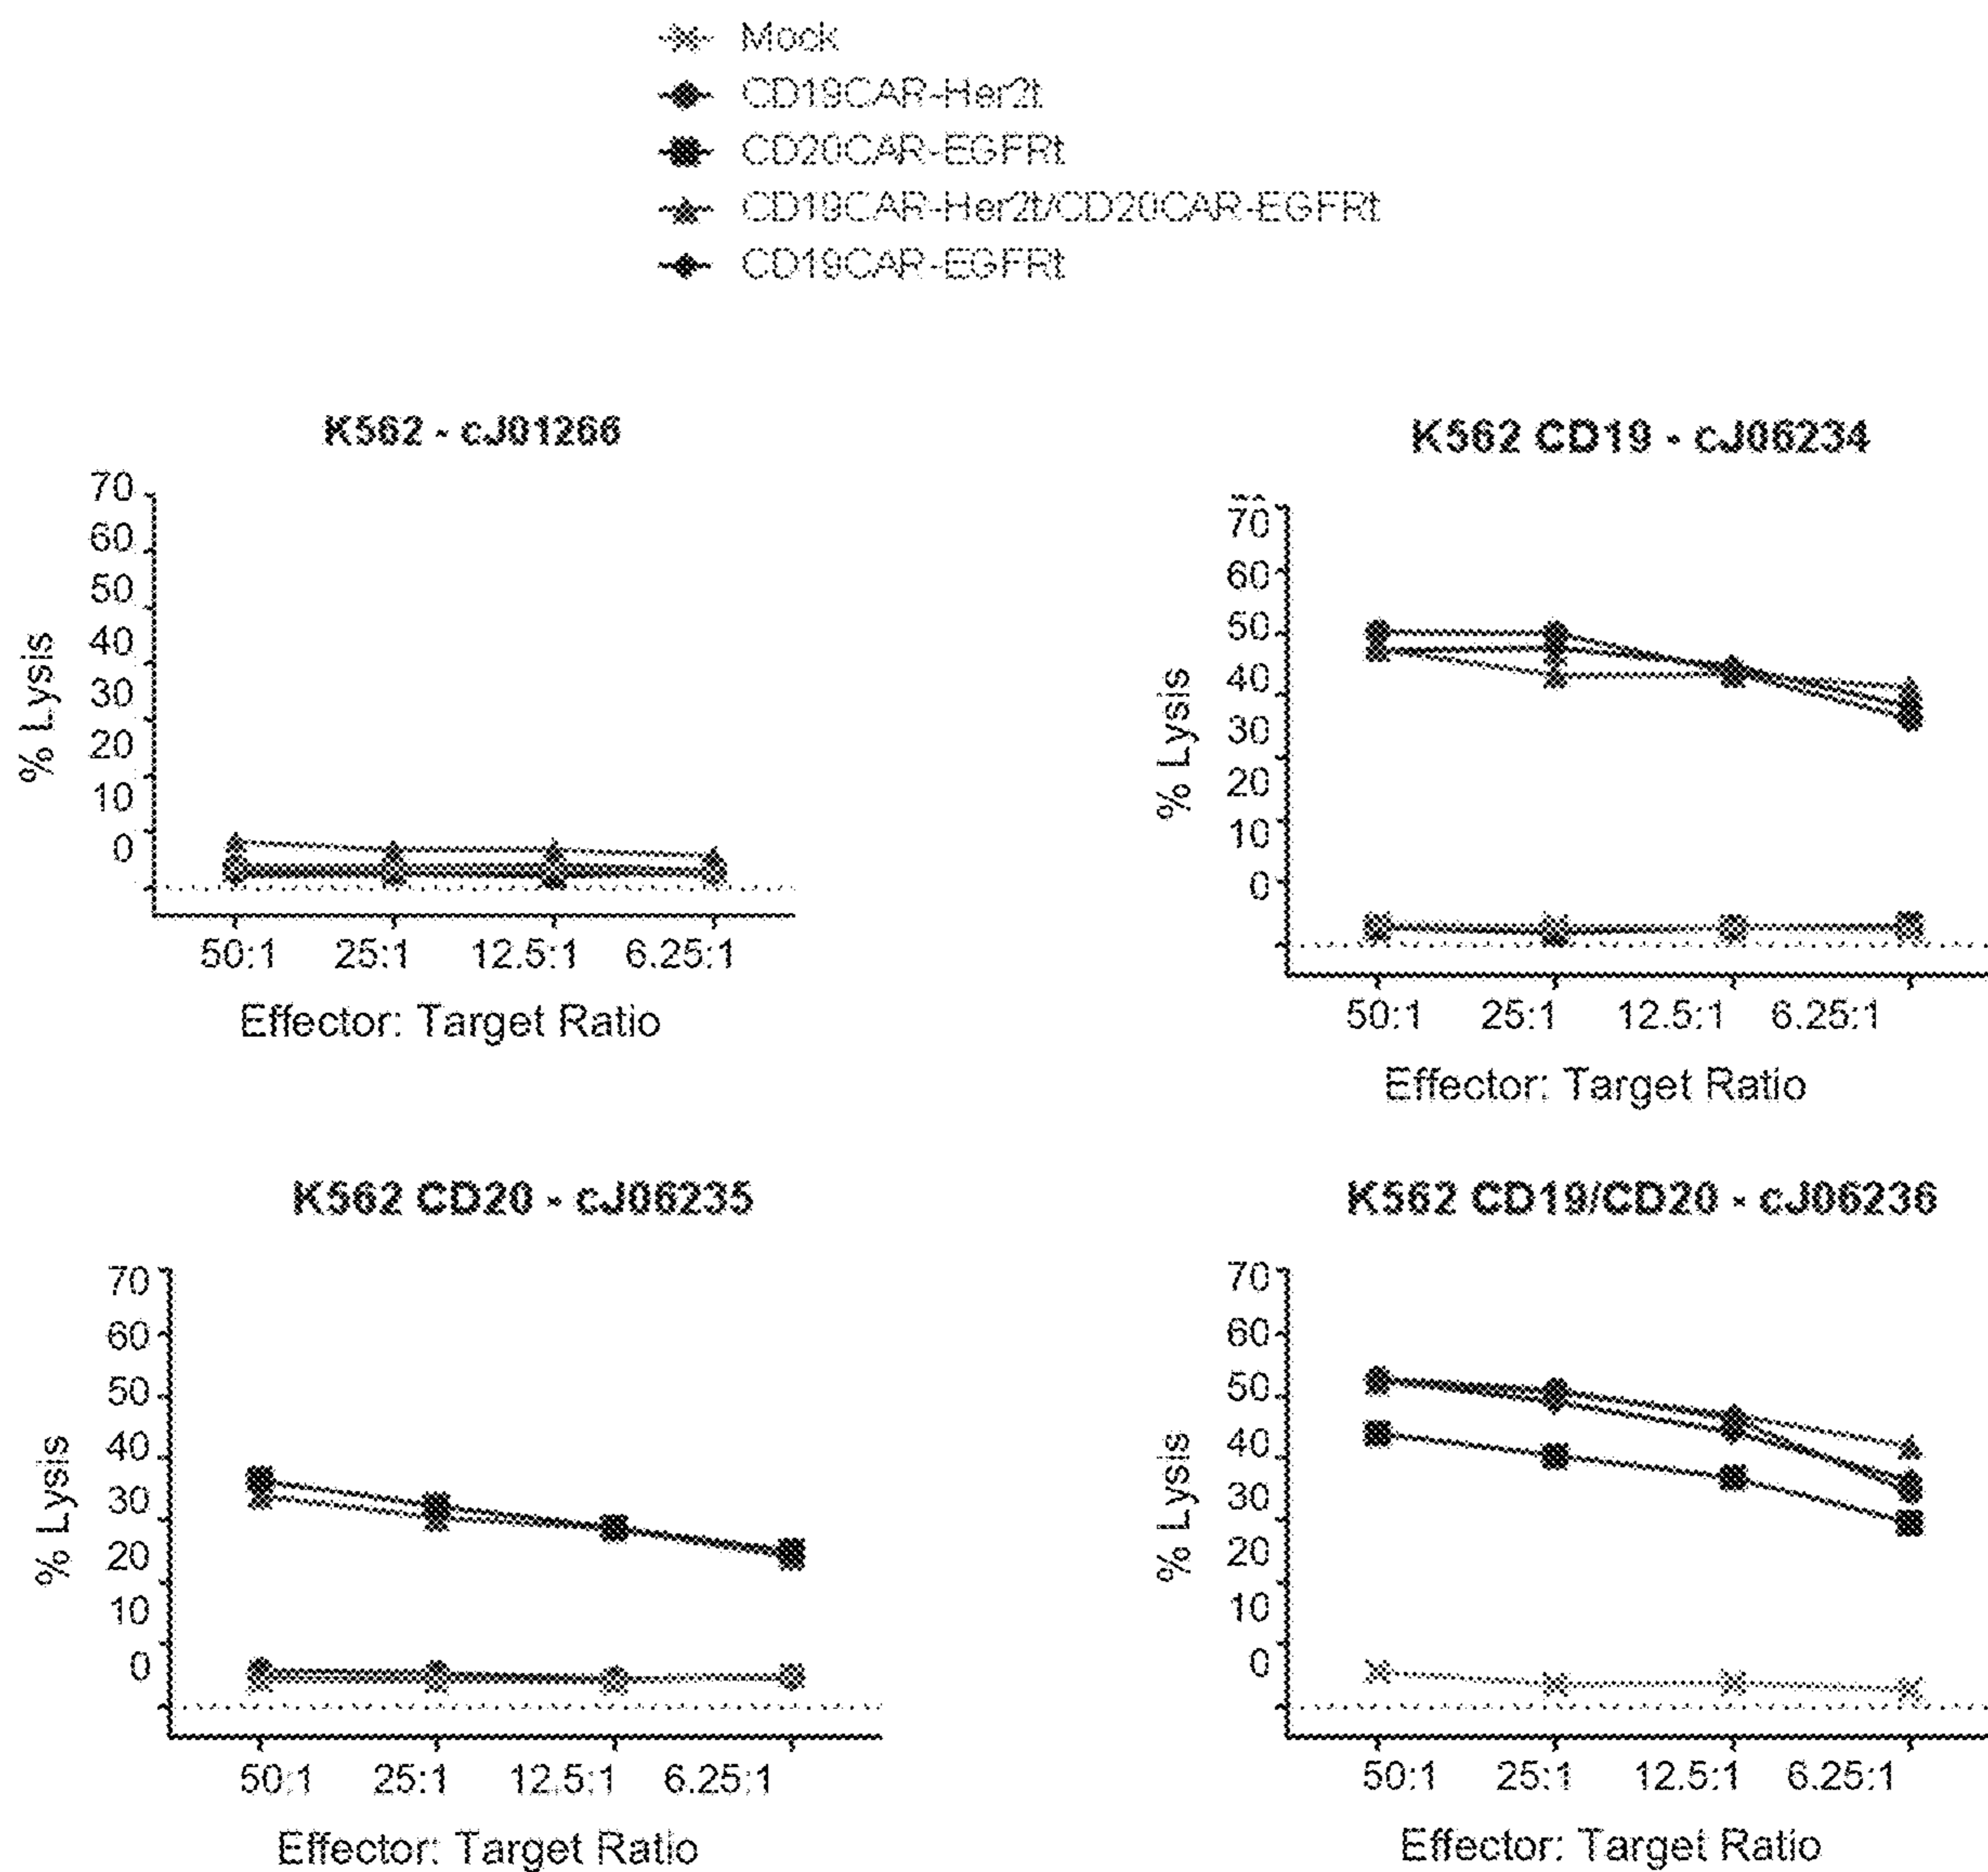 Mock
CD19CAR-Her2t
CD20CAR-EGFRt
CD19CAR-Her2t/CD20CAR-EGFRt
CD19CAR-EGFRt
K562 - cJ01266
70
60
50
40
30
20
10
0
% Lysis
50:1 25:1 12.5:1 6.25:1
Effector: Target Ratio
K562 CD19 - cJ06234
70
60
50
40
30
20
10
0
% Lysis
50:1 25:1 12.5:1 6.25:1
Effector: Target Ratio
K562 CD20 - cJ06235
70
60
50
40
30
20
10
0
% Lysis
50:1 25:1 12.5:1 6.25:1
Effector: Target Ratio
K562 CD19/CD20 - cJ06236
70
60
50
40
30
20
10
0
% Lysis
50:1 25:1 12.5:1 6.25:1
Effector: Target Ratio